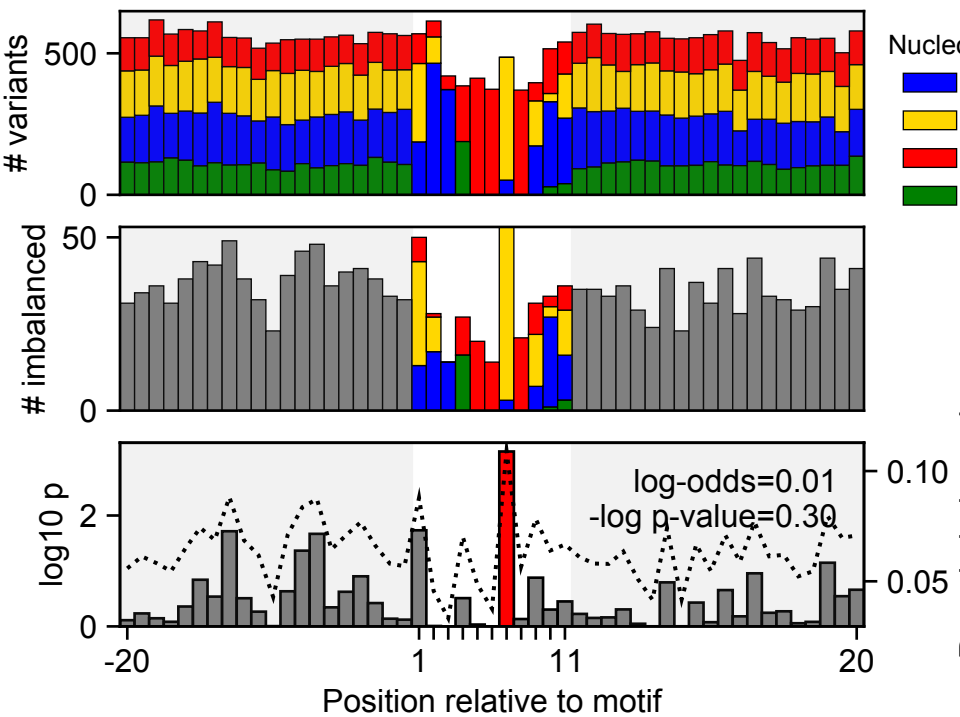 # variants
500
0
Nucleo
# imbalanced
50
0
log10 p
2
0
log-odds=0.01
-log p-value=0.30
0.10
0.05
-20
1
11
20
Position relative to motif